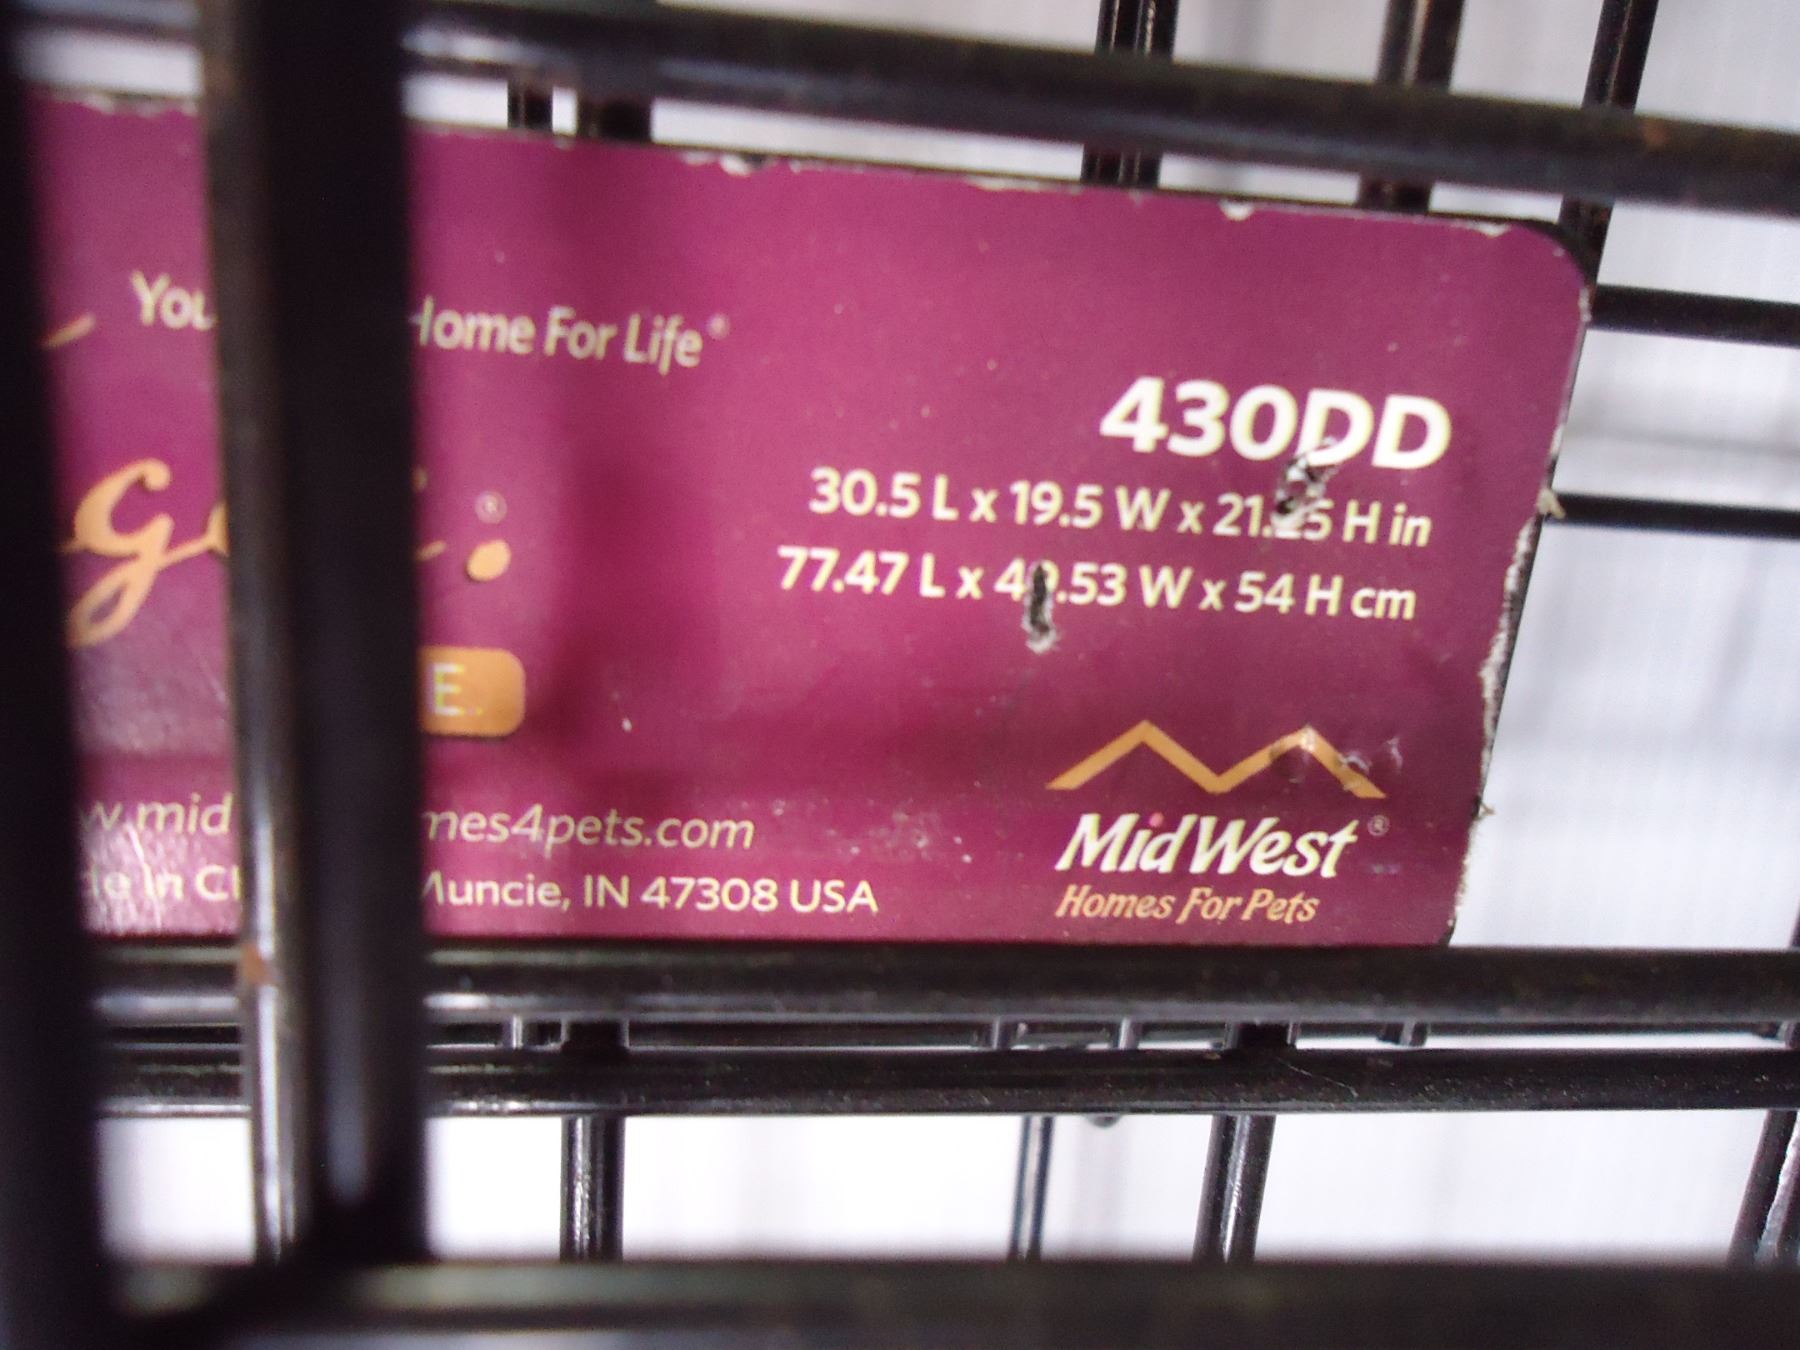 Home For Life®
430DD
30.5 L x 19.5 W x 21.25 H in
77.47 L x 49.53 W x 54 H cm
E
MidWest®
Homes For Pets
mes4pets.com
Muncie, IN 47308 USA